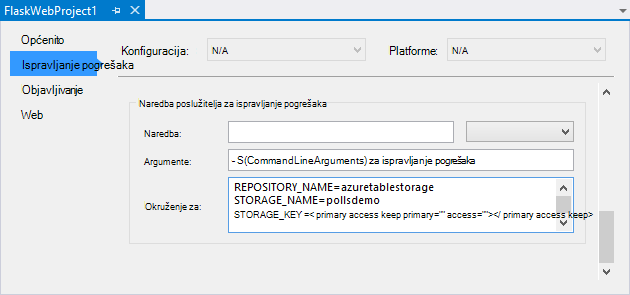 FlaskWebProject1
Općenito
Ispravljanje pogrešaka
Objavljivanje
Web
Konfiguracija: N/A Platforme: N/A
Naredba poslužitelja za ispravljanje pogrešaka
Naredba:
Argumente: - S(CommandLineArguments) za ispravljanje pogrešaka
Okruženje za: REPOSITORY_NAME=azuretablestorage
STORAGE_NAME=pollsdemo
STORAGE_KEY =< primary access keep primary="" access=""></ primary access keep>